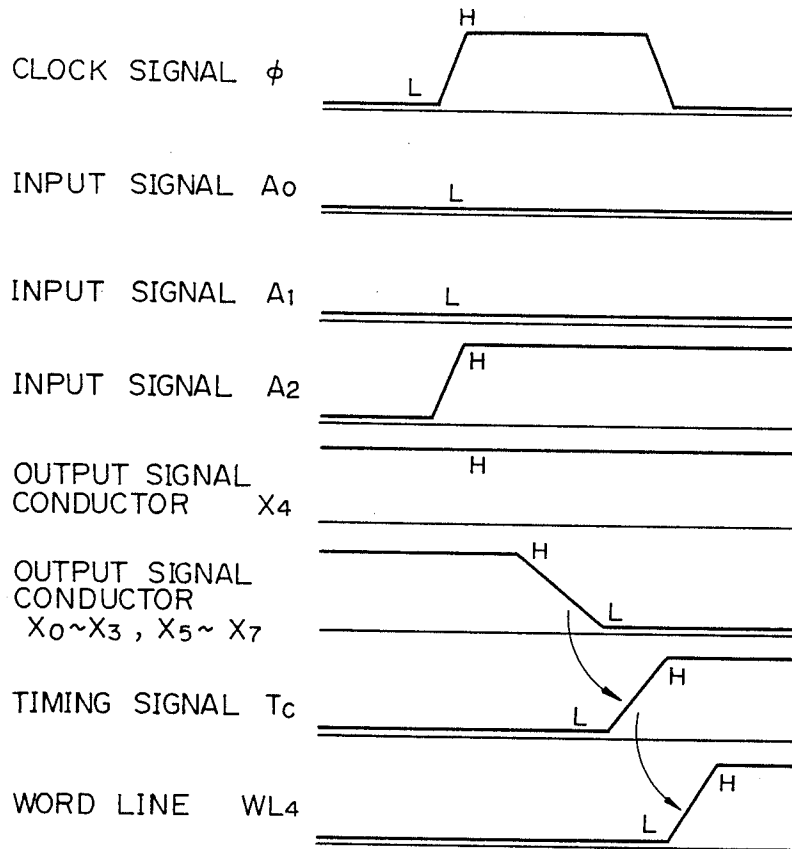 H
CLOCK SIGNAL ϕ
L
INPUT SIGNAL A0
L
INPUT SIGNAL A1
L
INPUT SIGNAL A2
H
OUTPUT SIGNAL
CONDUCTOR X4
H
OUTPUT SIGNAL
CONDUCTOR
X0~X3 , X5~ X7
H
L
TIMING SIGNAL Tc
L
H
WORD LINE WL4
L
H